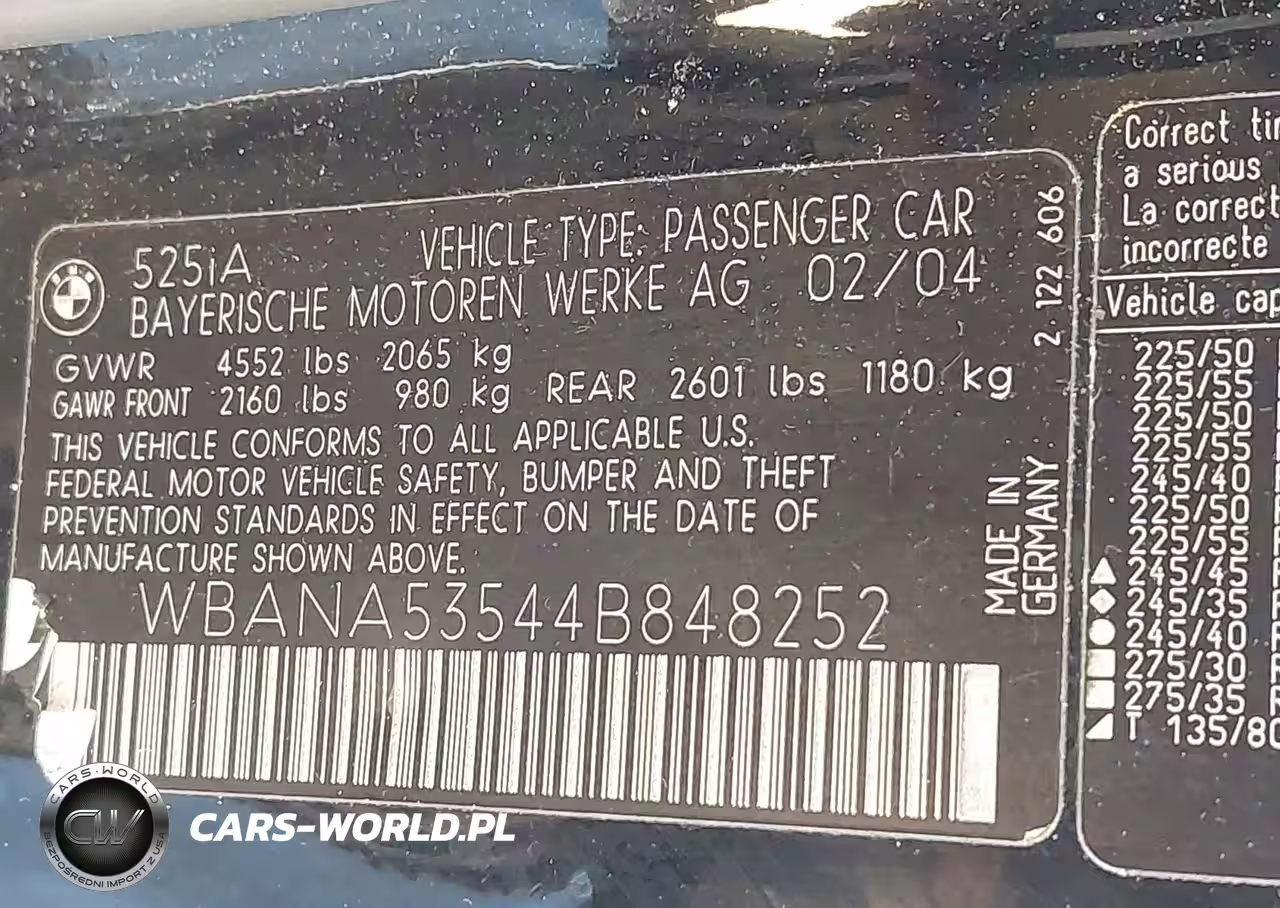 525iA VEHICLE TYPE: PASSENGER CAR
BAYERISCHE MOTOREN WERKE AG 02/04
GVWR 4552 lbs 2065 kg
GAWR FRONT 2160 lbs 980 kg REAR 2601 lbs 1180 kg
THIS VEHICLE CONFORMS TO ALL APPLICABLE U.S.
FEDERAL MOTOR VEHICLE SAFETY, BUMPER AND THEFT
PREVENTION STANDARDS IN EFFECT ON THE DATE OF
MANUFACTURE SHOWN ABOVE.
WBANA53544B848252
2 122 606
MADE IN
GERMANY
Correct
a serious
La correct
incorrecte
Vehicle
225/50
225/55
225/50
225/55
245/40
225/50
225/55
245/45
245/35
245/40
275/30
275/35
T 135/80
CARS-WORLD
CW
BEZPOŚREDNI IMPORT Z USA
CARS-WORLD.PL